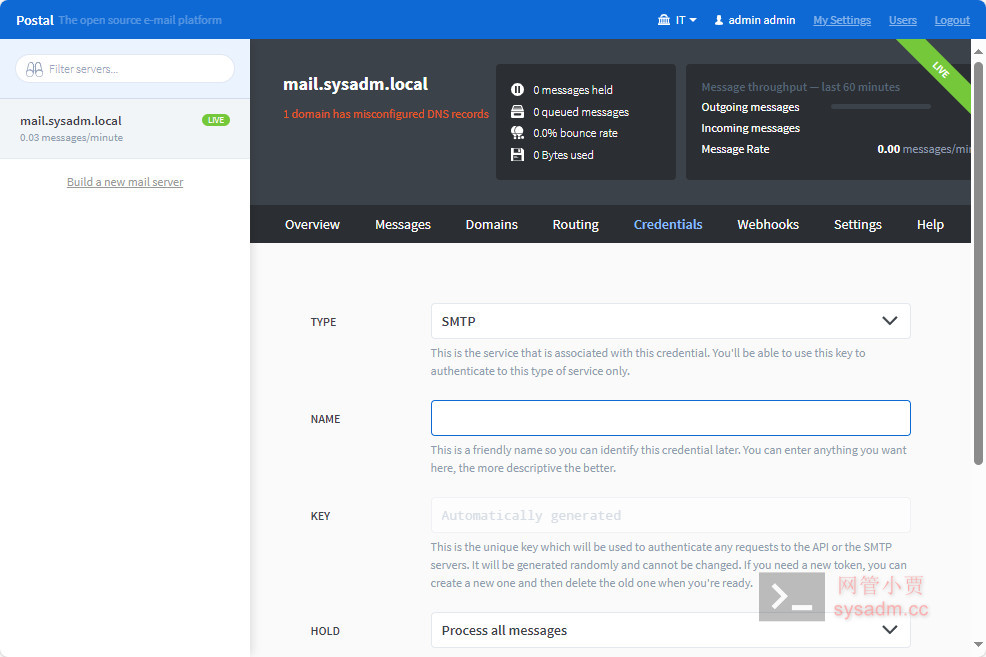 Postal The open source e-mail platform
IT admin admin My Settings Users Logout
Filter servers...
mail.sysadm.local LIVE
0.03 messages/minute
Build a new mail server
mail.sysadm.local
1 domain has misconfigured DNS records
0 messages held
0 queued messages
0.0% bounce rate
0 Bytes used
Message throughput — last 60 minutes
Outgoing messages
Incoming messages
Message Rate 0.00 messages/min
LIVE
Overview Messages Domains Routing Credentials Webhooks Settings Help
TYPE
SMTP
This is the service that is associated with this credential. You'll be able to use this key to
authenticate to this type of service only.
NAME
This is a friendly name so you can identify this credential later. You can enter anything you want
here, the more descriptive the better.
KEY
Automatically generated
This is the unique key which will be used to authenticate any requests to the API or the SMTP
servers. It will be generated randomly and cannot be changed. If you need a new token, you can
create a new one and then delete the old one when you're ready.
HOLD
Process all messages
网管小贾
sysadm.cc